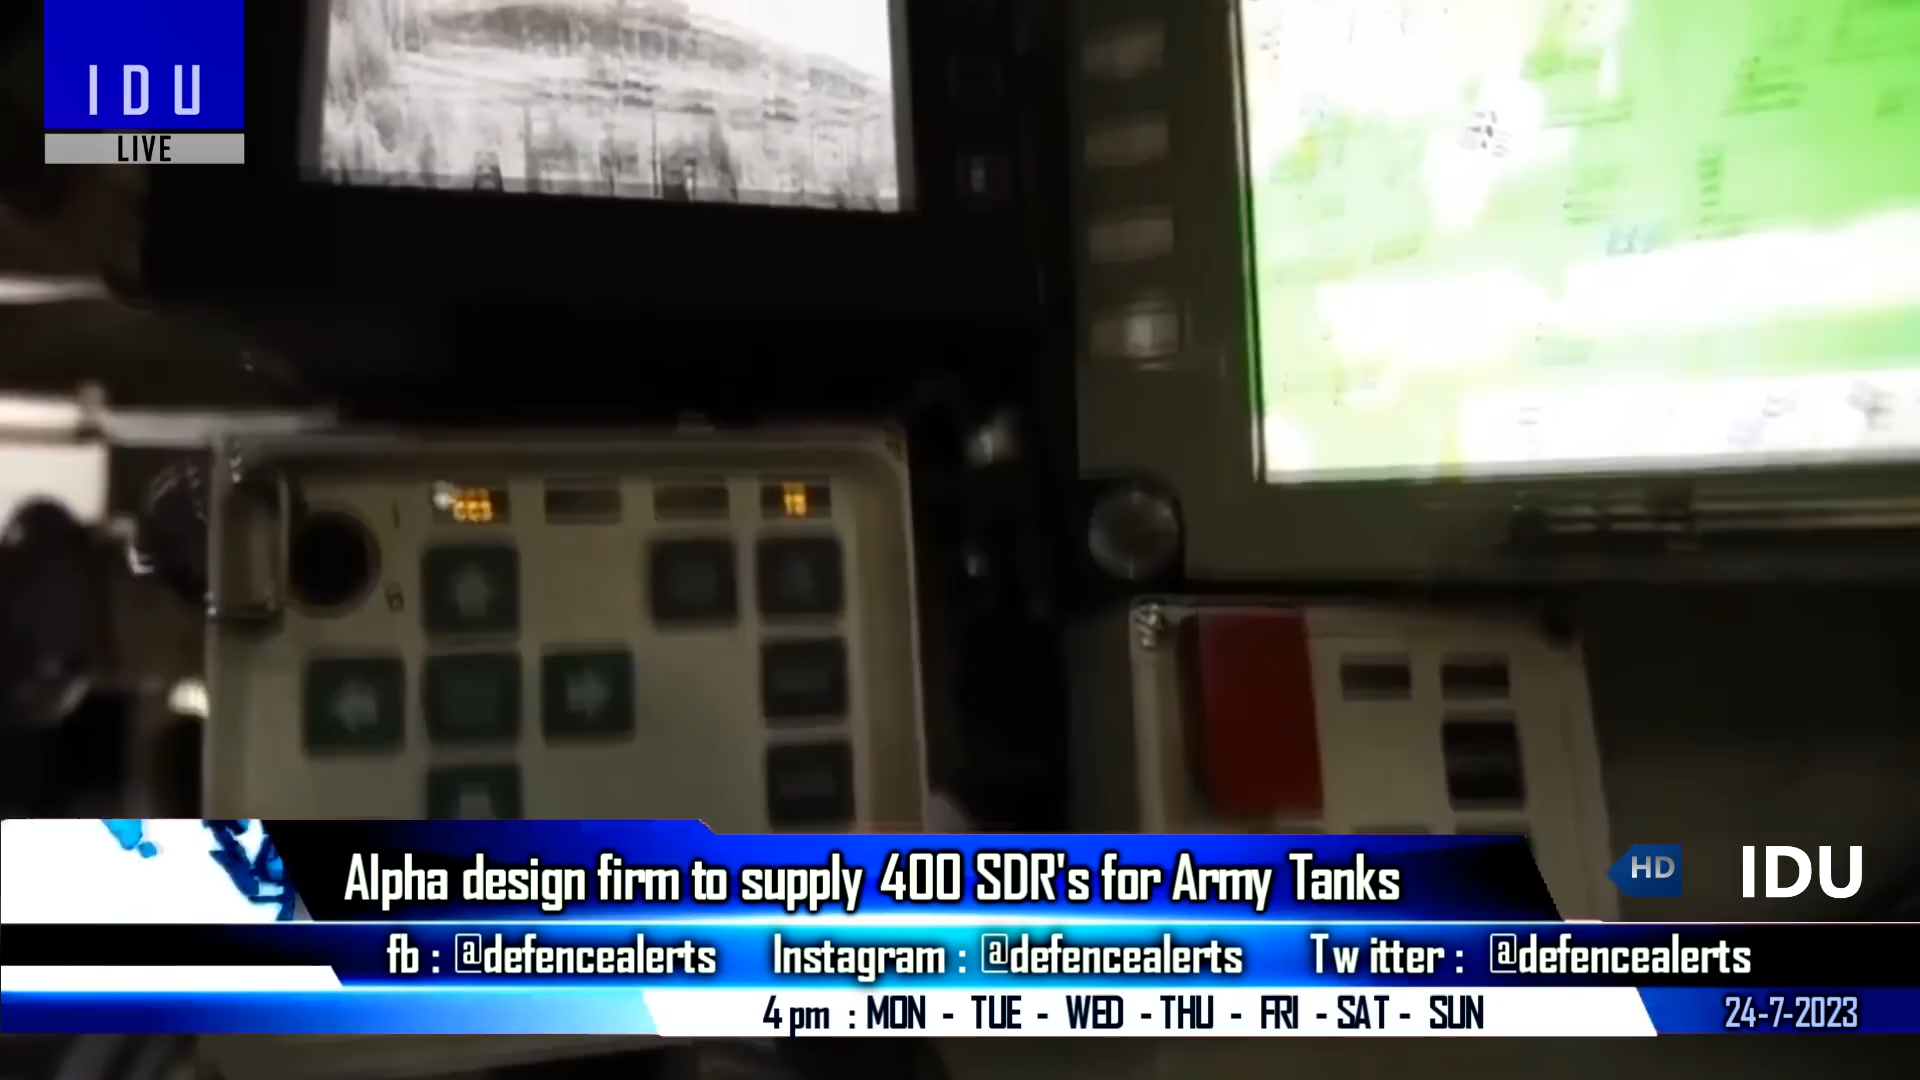 IDU
LIVE
Alpha design firm to supply 400 SDR's for Army Tanks
HD
IDU
fb : @defencealerts Instagram : @defencealerts Twitter : @defencealerts
4 pm : MON - TUE - WED - THU - FRI - SAT - SUN
24-7-2023